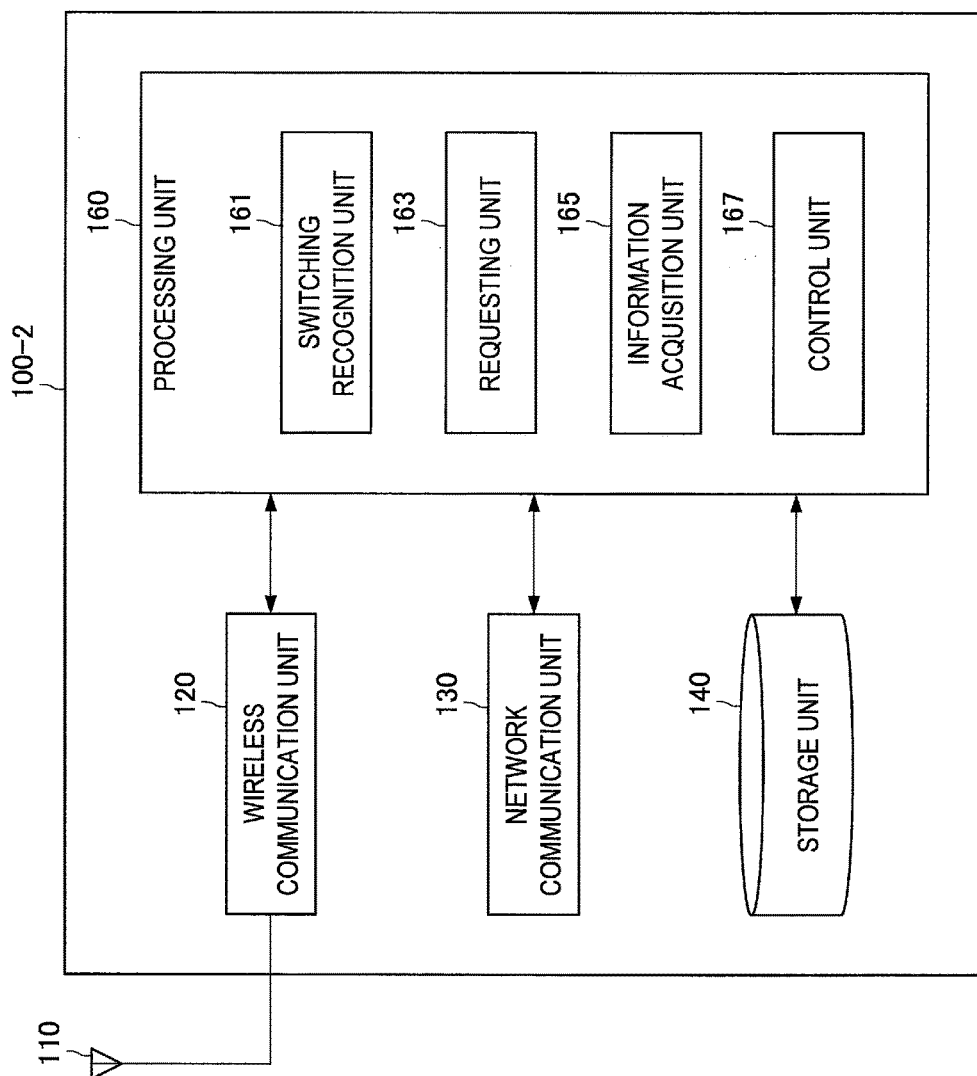 100-2
110
120
WIRELESS
COMMUNICATION UNIT
130
NETWORK
COMMUNICATION UNIT
140
STORAGE UNIT
160
PROCESSING UNIT
161
SWITCHING
RECOGNITION UNIT
163
REQUESTING UNIT
165
INFORMATION
ACQUISITION UNIT
167
CONTROL UNIT